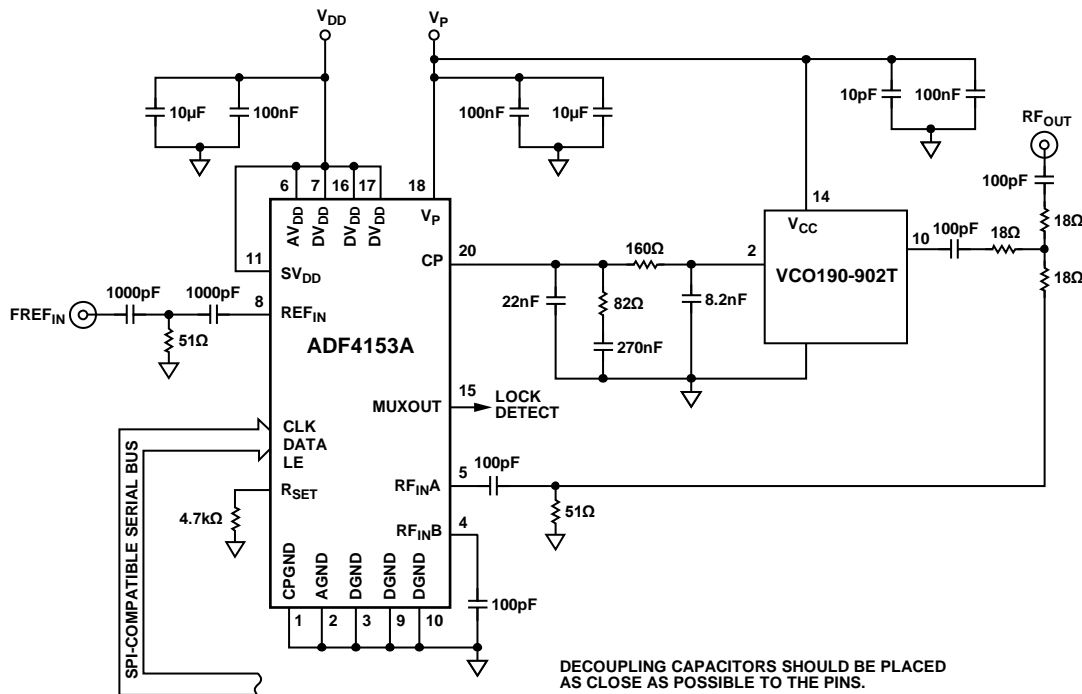 VDD
VP
10µF
100nF
100nF
10µF
10pF
100nF
RFOUT
100pF
18Ω
6
7
16
17
18
AVDD
DVDD
DVDD
DVDD
VP
14
VCC
10
100pF
18Ω
18Ω
11
SVDD
CP
20
160Ω
2
VCO190-902T
1000pF
1000pF
8
REFIN
FREFIN
51Ω
ADF4153A
22nF
82Ω
270nF
8.2nF
MUXOUT
15
LOCK
DETECT
SPI-COMPATIBLE SERIAL BUS
CLK
DATA
LE
RSET
4.7kΩ
RFINA
5
100pF
51Ω
RFINB
4
100pF
CPGND
AGND
DGND
DGND
DGND
1
2
3
9
10
DECOUPLING CAPACITORS SHOULD BE PLACED
AS CLOSE AS POSSIBLE TO THE PINS.